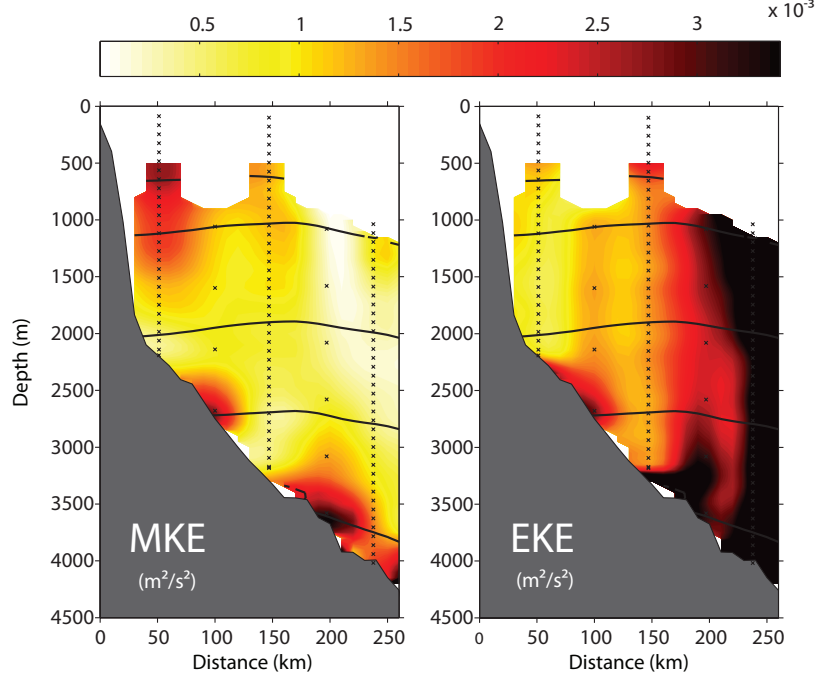 x 10⁻³
0.5 1 1.5 2 2.5 3
0 0
500 500
1000 1000
1500 1500
2000 2000
2500 2500
3000 3000
3500 3500
4000 4000
4500 4500
Depth (m)
MKE EKE
(m²/s²) (m²/s²)
0 50 100 150 200 250 0 50 100 150 200 250
Distance (km) Distance (km)